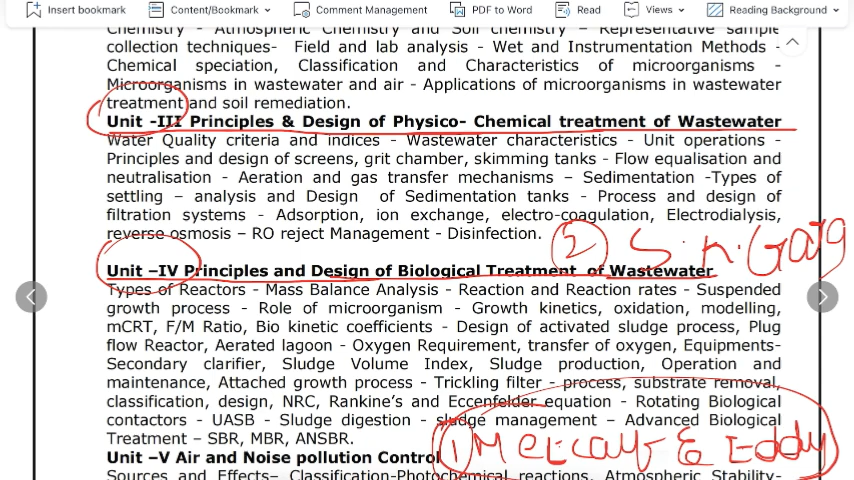 Insert bookmark Content/Bookmark Comment Management PDF to Word Read Views Reading Background
Chemistry - Atmospheric Chemistry and Soil chemistry – Representative sample
collection techniques- Field and lab analysis - Wet and Instrumentation Methods -
Chemical speciation, Classification and Characteristics of microorganisms -
Microorganisms in wastewater and air - Applications of microorganisms in wastewater
treatment and soil remediation.
Unit -III Principles & Design of Physico- Chemical treatment of Wastewater
Water Quality criteria and indices - Wastewater characteristics - Unit operations -
Principles and design of screens, grit chamber, skimming tanks - Flow equalisation and
neutralisation - Aeration and gas transfer mechanisms – Sedimentation -Types of
settling – analysis and Design of Sedimentation tanks - Process and design of
filtration systems - Adsorption, ion exchange, electro-coagulation, Electrodialysis,
reverse osmosis – RO reject Management - Disinfection.
2 S.K.Garg
Unit –IV Principles and Design of Biological Treatment of Wastewater
Types of Reactors - Mass Balance Analysis - Reaction and Reaction rates - Suspended
growth process - Role of microorganism - Growth kinetics, oxidation, modelling,
mCRT, F/M Ratio, Bio kinetic coefficients - Design of activated sludge process, Plug
flow Reactor, Aerated lagoon - Oxygen Requirement, transfer of oxygen, Equipments-
Secondary clarifier, Sludge Volume Index, Sludge production, Operation and
maintenance, Attached growth process - Trickling filter - process, substrate removal,
classification, design, NRC, Rankine's and Eccenfelder equation - Rotating Biological
contactors - UASB - Sludge digestion - sludge management – Advanced Biological
Treatment – SBR, MBR, ANSBR.
1 Metcalf & Eddy
Unit –V Air and Noise pollution Control
Sources and Effects– Classification-Photochemical reactions, Atmospheric Stability-